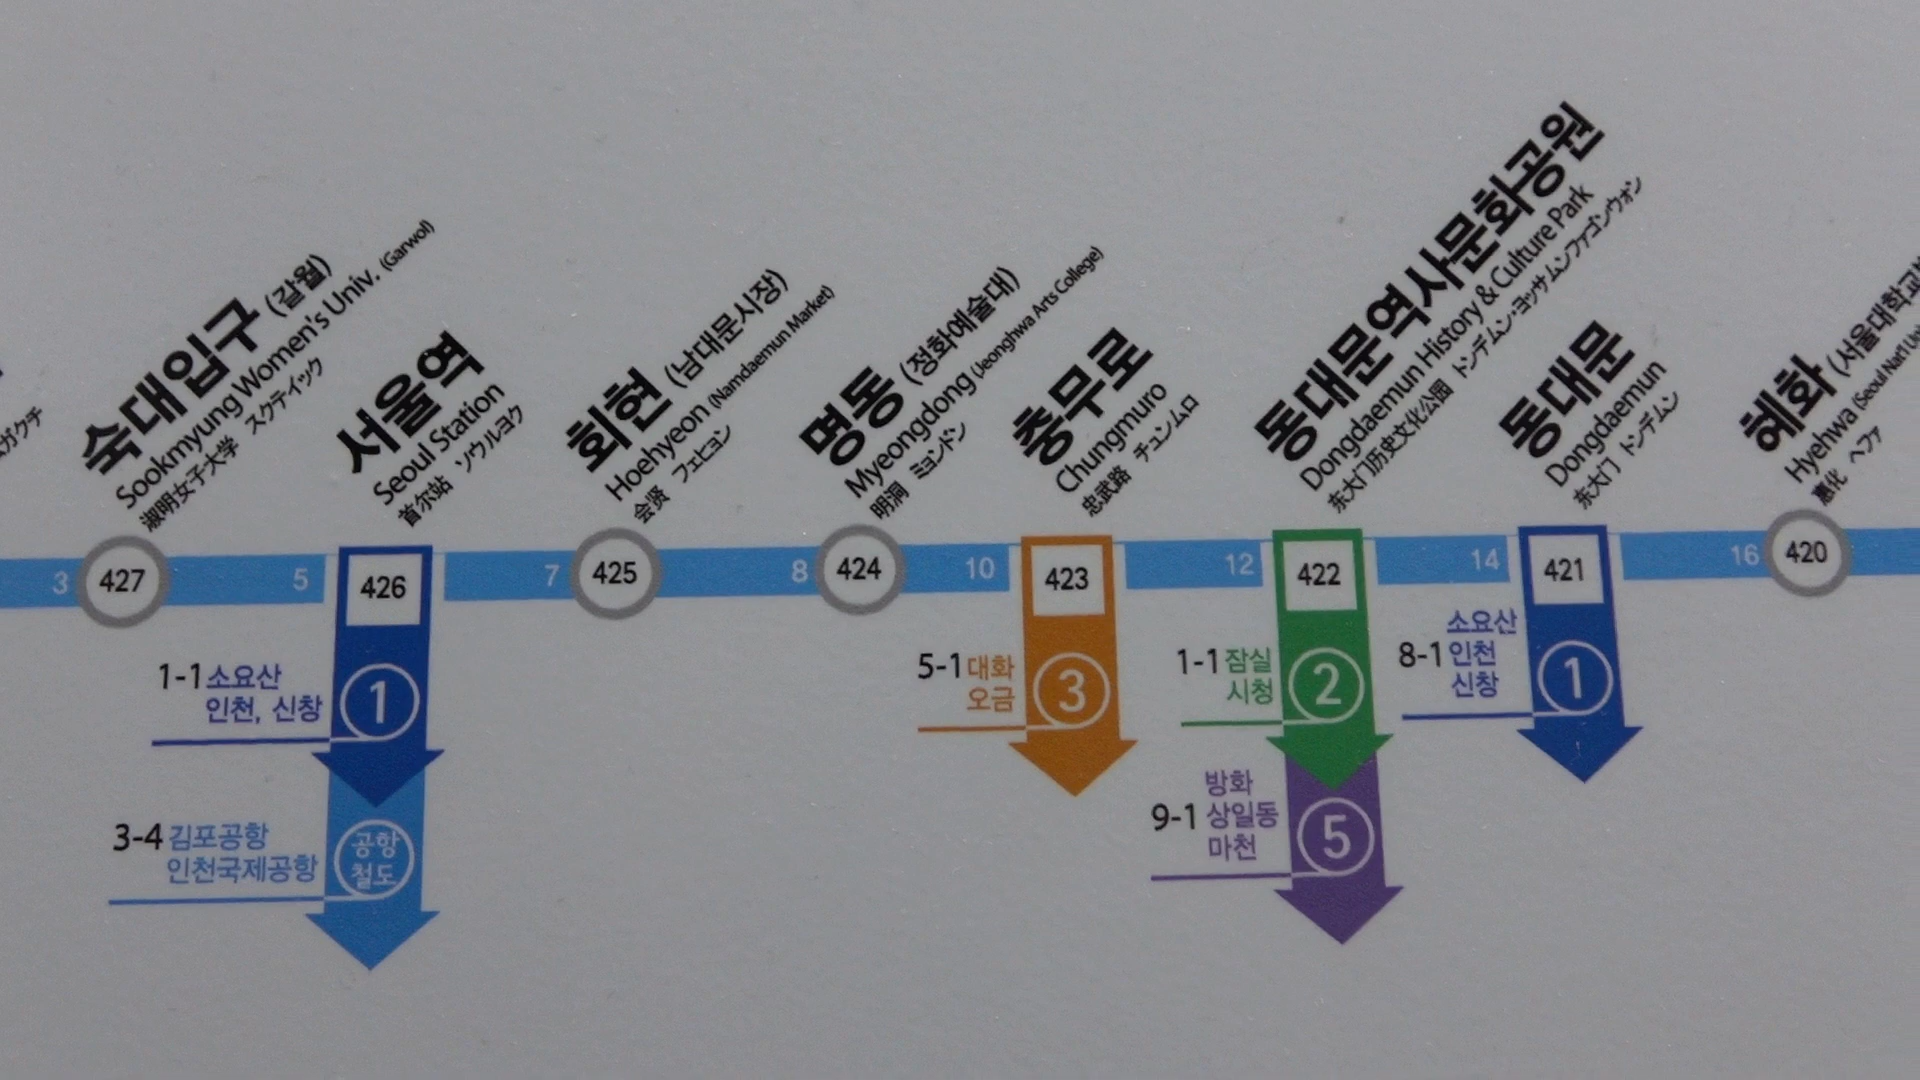 ガクチ
숙대입구 (갈월)
Sookmyung Women's Univ. (Garwol)
淑明女子大学 スクテイック
서울역
Seoul Station
首尔站 ソウルヨク
회현 (남대문시장)
Hoehyeon (Namdaemun Market)
会贤 フェヒョン
명동 (정화예술대)
Myeongdong (Jeonghwa Arts College)
明洞 ミョンドン
충무로
Chungmuro
忠武路 チュンムロ
동대문역사문화공원
Dongdaemun History & Culture Park
东大门历史文化公园 トンデムン・ヨッサムンファゴンウォン
동대문
Dongdaemun
东大门 トンデムン
혜화 (서울대학교
Hyehwa (Seoul Nat'l
惠化 ヘファ
3 427 5 426 7 425 8 424 10 423 12 422 14 421 16 420
1-1 소요산
인천, 신창
1
3-4 김포공항
인천국제공항
공항
철도
5-1 대화
오금
3
1-1 잠실
시청
2
9-1 방화
상일동
마천
5
8-1 소요산
인천
신창
1